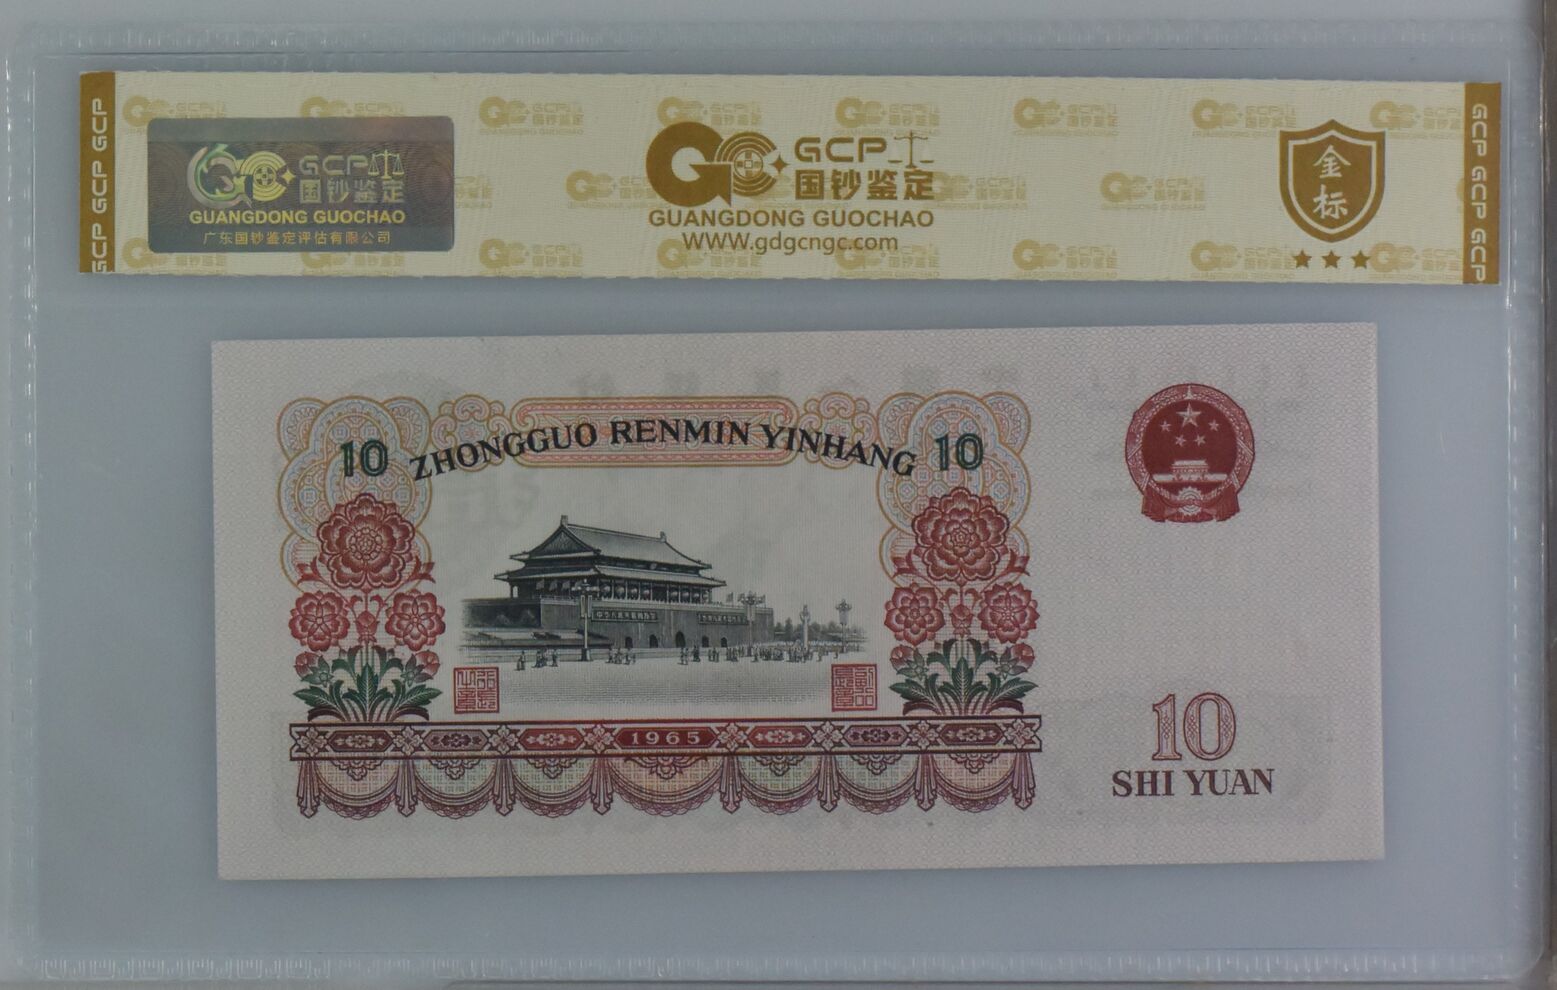 GCP GCP GCP
GCP
国钞鉴定
GUANGDONG GUOCHAO
广东国钞鉴定评估有限公司
GCP
国钞鉴定
GUANGDONG GUOCHAO
WWW.gdgcngc.com
金标
GCP GCP GCP GCP
10 ZHONGGUO RENMIN YINHANG 10
1965
10
SHI YUAN